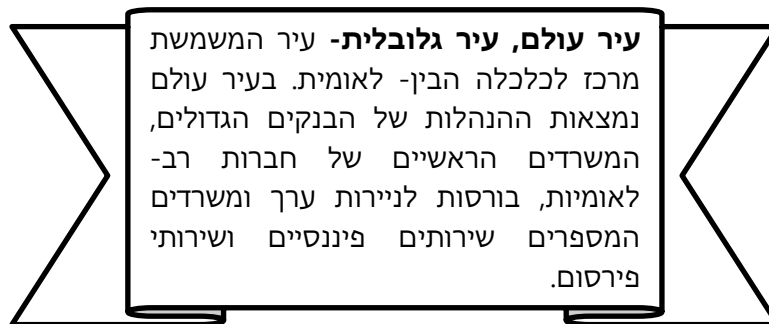 עיר עולם, עיר גלובלית- עיר המשמשת
מרכז לכלכלה הבין- לאומית. בעיר עולם
נמצאות ההנהלות של הבנקים הגדולים,
המשרדים הראשיים של חברות רב-
לאומיות, בורסות לניירות ערך ומשרדים
המספרים שירותים פיננסיים ושירותי
פירסום.